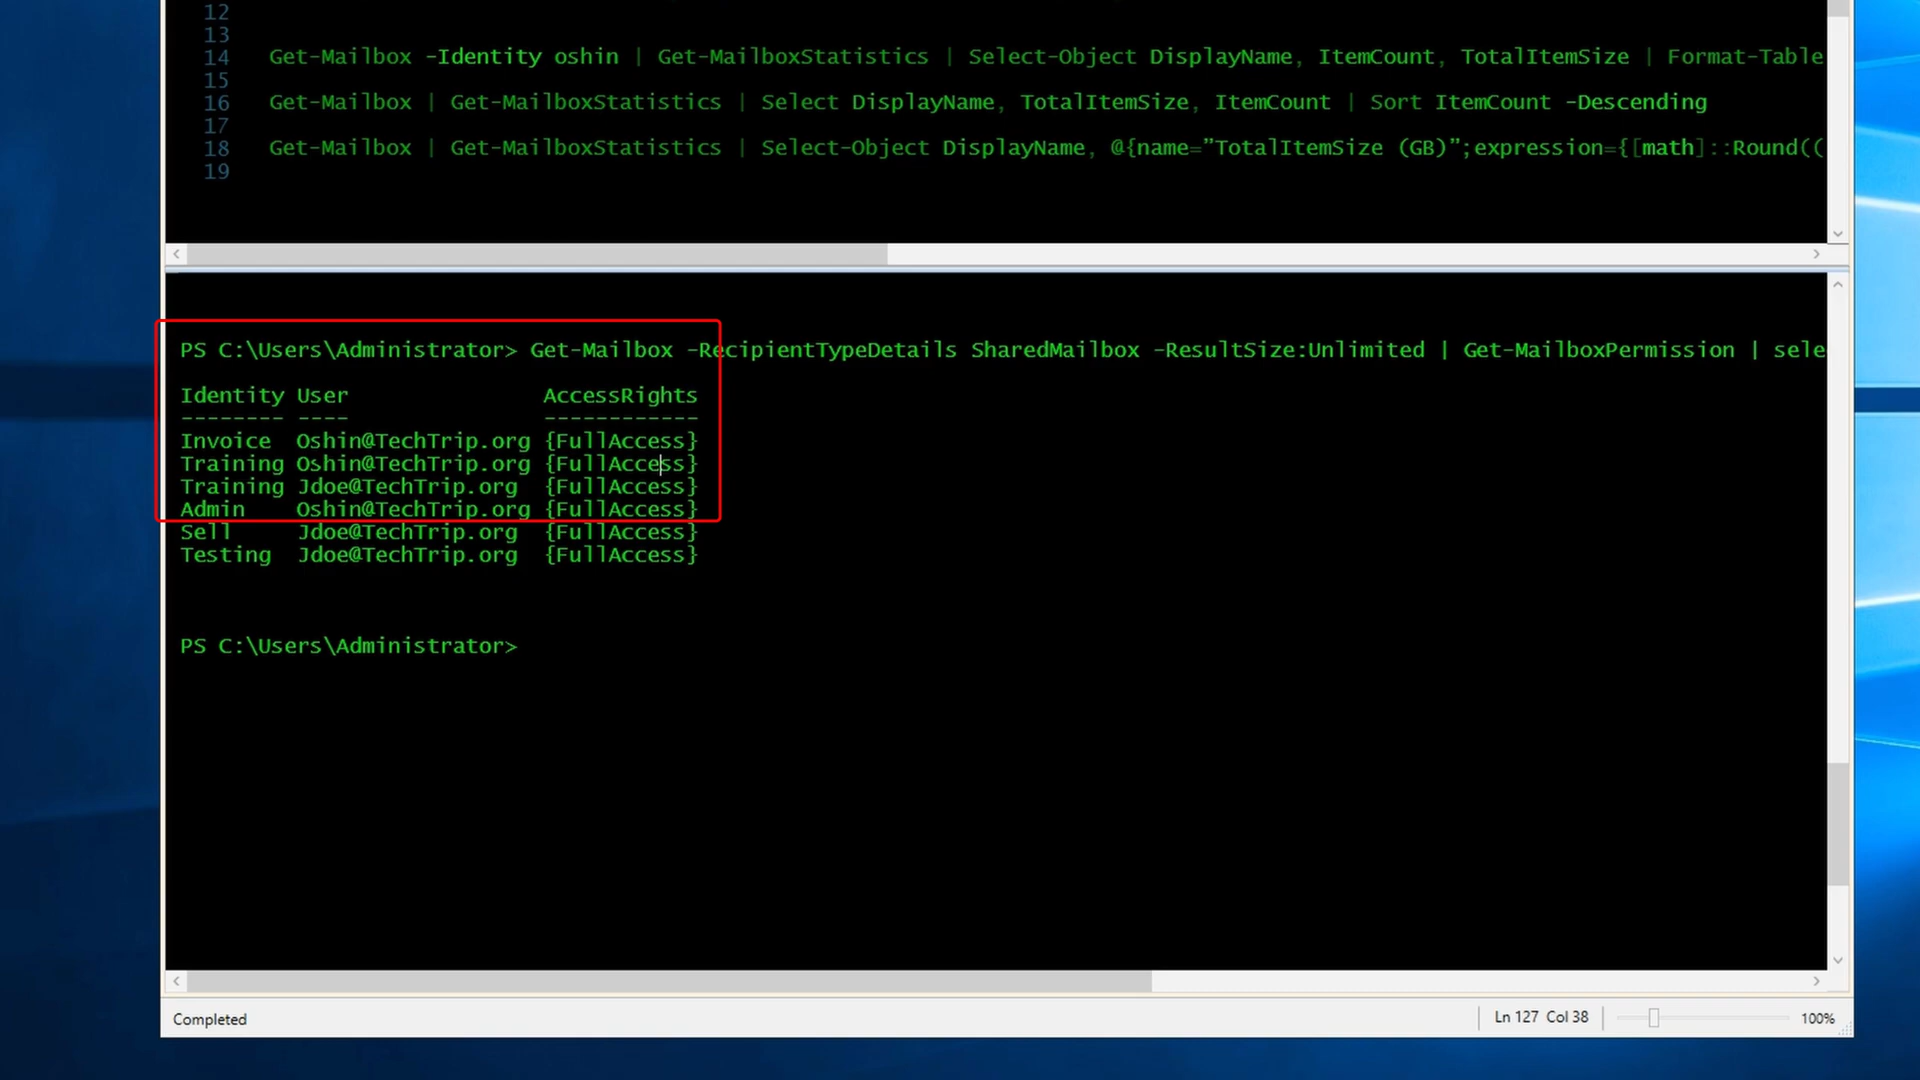 12
13
14 Get-Mailbox -Identity oshin | Get-MailboxStatistics | Select-Object DisplayName, ItemCount, TotalItemSize | Format-Table
15
16 Get-Mailbox | Get-MailboxStatistics | Select DisplayName, TotalItemSize, ItemCount | Sort ItemCount -Descending
17
18 Get-Mailbox | Get-MailboxStatistics | Select-Object DisplayName, @{name=”TotalItemSize (GB)”;expression={[math]::Round((
19
PS C:\Users\Administrator> Get-Mailbox -RecipientTypeDetails SharedMailbox -ResultSize:Unlimited | Get-MailboxPermission | sele
Identity User AccessRights
-------- ---- ------------
Invoice Oshin@TechTrip.org {FullAccess}
Training Oshin@TechTrip.org {FullAccess}
Training Jdoe@TechTrip.org {FullAccess}
Admin Oshin@TechTrip.org {FullAccess}
Sell Jdoe@TechTrip.org {FullAccess}
Testing Jdoe@TechTrip.org {FullAccess}
PS C:\Users\Administrator>
Completed Ln 127 Col 38 100%